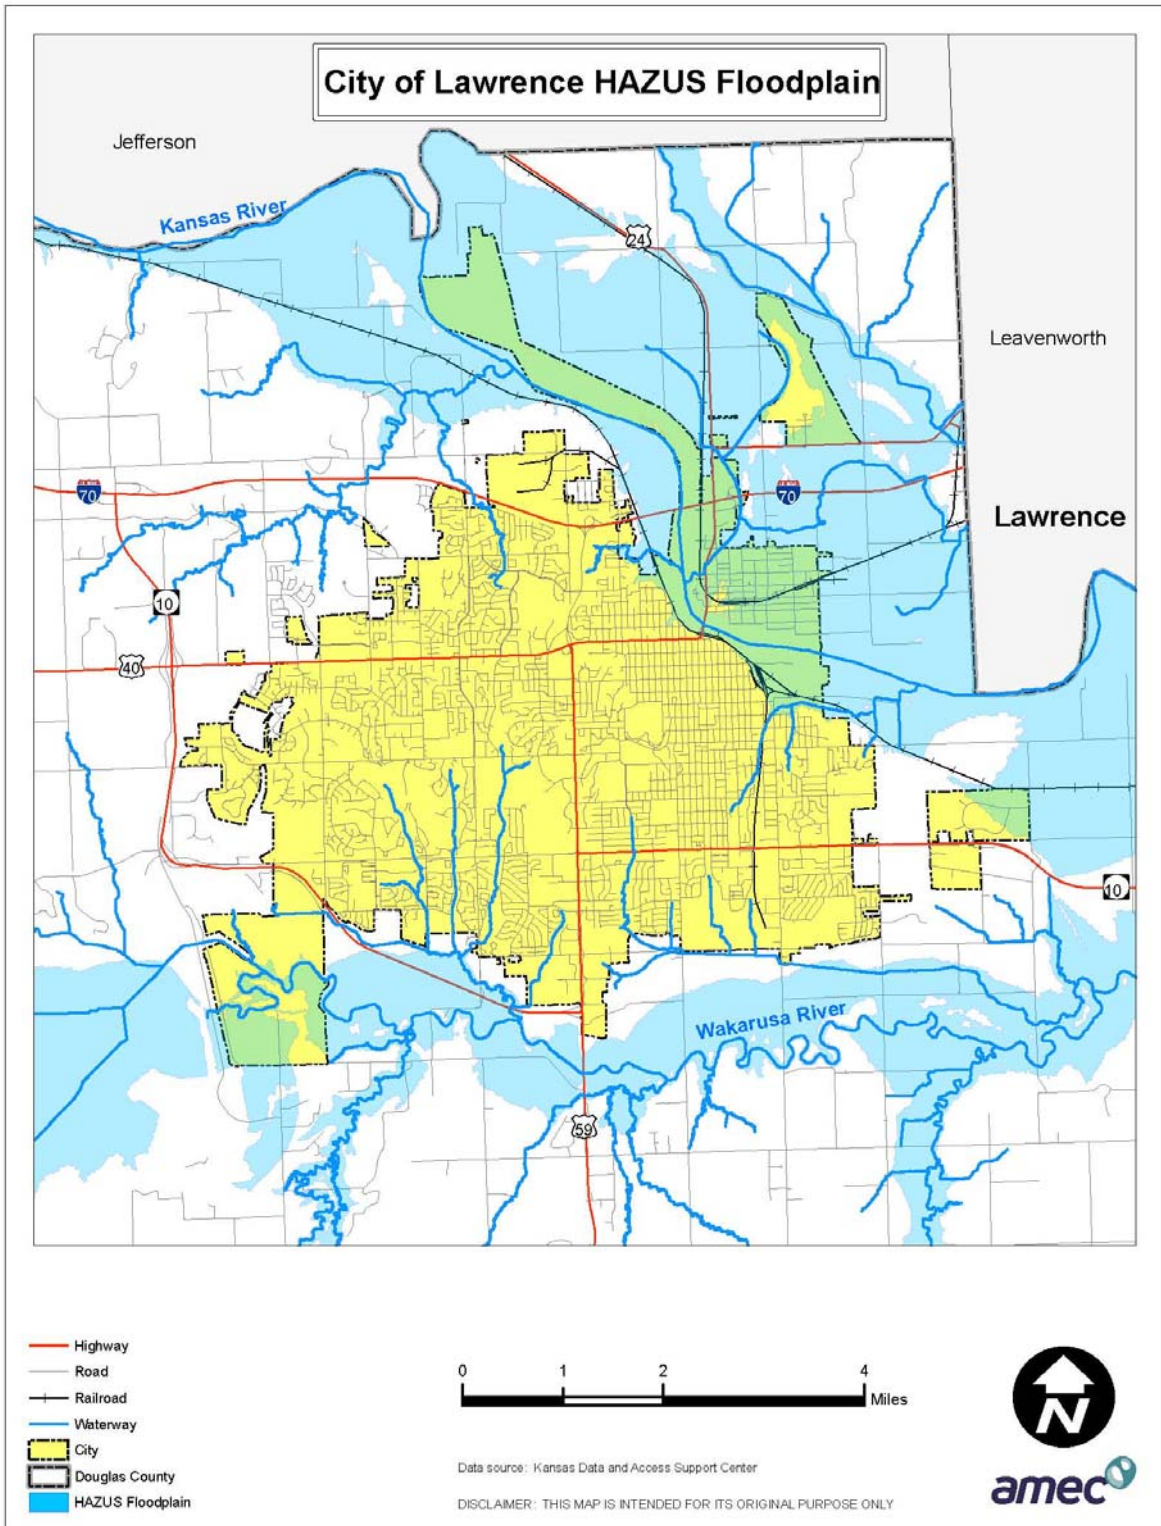 City of Lawrence HAZUS Floodplain
Jefferson
Kansas River
24
Leavenworth
70
70
Lawrence
10
40
10
Wakarusa River
59
Highway
Road
Railroad
Waterway
City
Douglas County
HAZUS Floodplain
0 1 2 4
Miles
N
Data source: Kansas Data and Access Support Center
DISCLAIMER: THIS MAP IS INTENDED FOR ITS ORIGINAL PURPOSE ONLY
amec